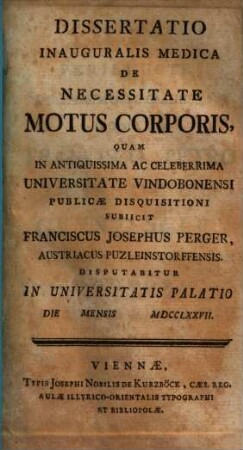 DISSERTATIO
INAUGURALIS MEDICA
DE
NECESSITATE
MOTUS CORPORIS,
QUAM
IN ANTIQUISSIMA AC CELEBERRIMA
UNIVERSITATE VINDOBONENSI
PUBLICÆ DISQUISITIONI
SUBIICIT
FRANCISCUS JOSEPHUS PERGER,
AUSTRIACUS PUZLEINSTORFFENSIS.
DISPUTABITUR
IN UNIVERSITATIS PALATIO
DIE MENSIS MDCCLXXVII.
VIENNÆ,
TYPIS JOSEPHI NOBILIS DE KURZBÖCK, CÆS. REG.
AULÆ ILLYRICO-ORIENTALIS TYPOGRAPHI
ET BIBLIOPOLÆ.